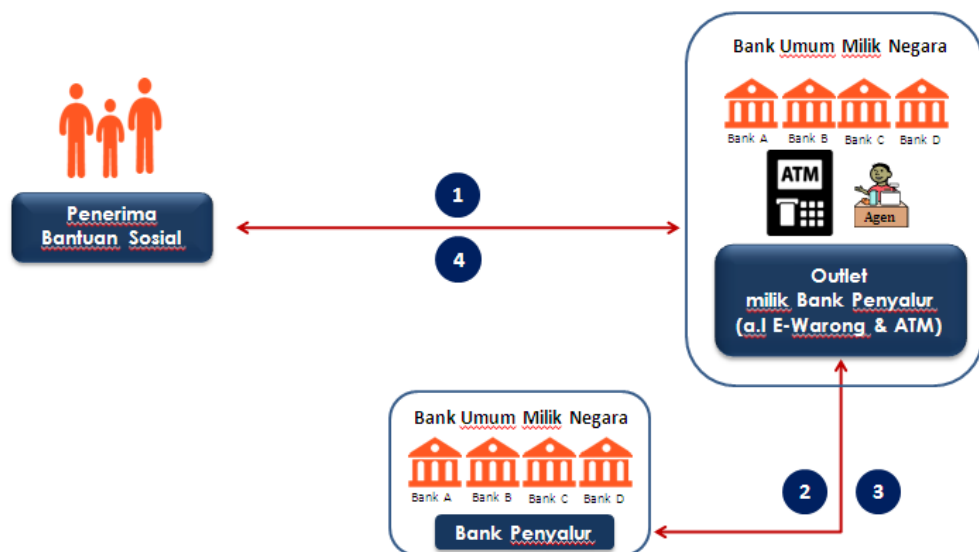 Bank Umum Milik Negara
Bank A Bank B Bank C Bank D
ATM
Agen
Penerima
Bantuan Sosial
1
4
Outlet
milik Bank Penyalur
(a.l E-Warong & ATM)
Bank Umum Milik Negara
Bank A Bank B Bank C Bank D
Bank Penyalur
2 3